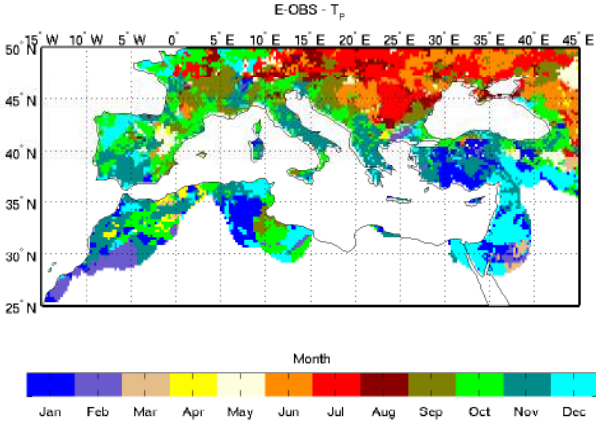 E-OBS - Tp
15° W 10° W 5° W 0° 5° E 10° E 15° E 20° E 25° E 30° E 35° E 40° E 45° E
50° N
45° N
40° N
35° N
30° N
25° N
Month
Jan Feb Mar Apr May Jun Jul Aug Sep Oct Nov Dec